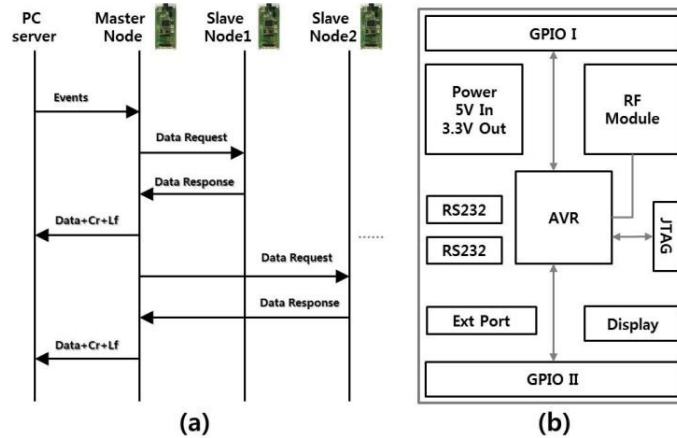 PC
server
Master
Node
Slave
Node1
Slave
Node2
Events
Data Request
Data Response
Data+Cr+Lf
Data Request
Data Response
Data+Cr+Lf
......
(a)
GPIO I
Power
5V In
3.3V Out
RF
Module
RS232
AVR
JTAG
RS232
Ext Port
Display
GPIO II
(b)